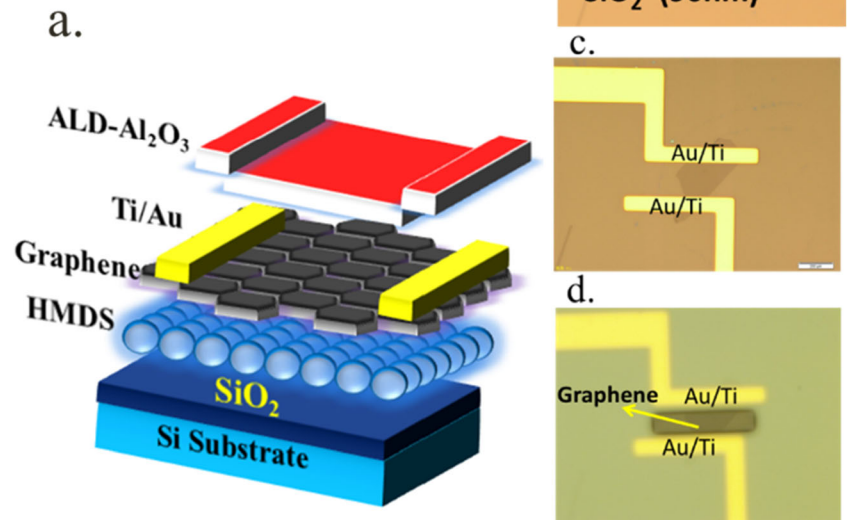 a.
ALD-Al₂O₃
Ti/Au
Graphene
HMDS
SiO₂
Si Substrate
c.
Au/Ti
Au/Ti
d.
Graphene
Au/Ti
Au/Ti